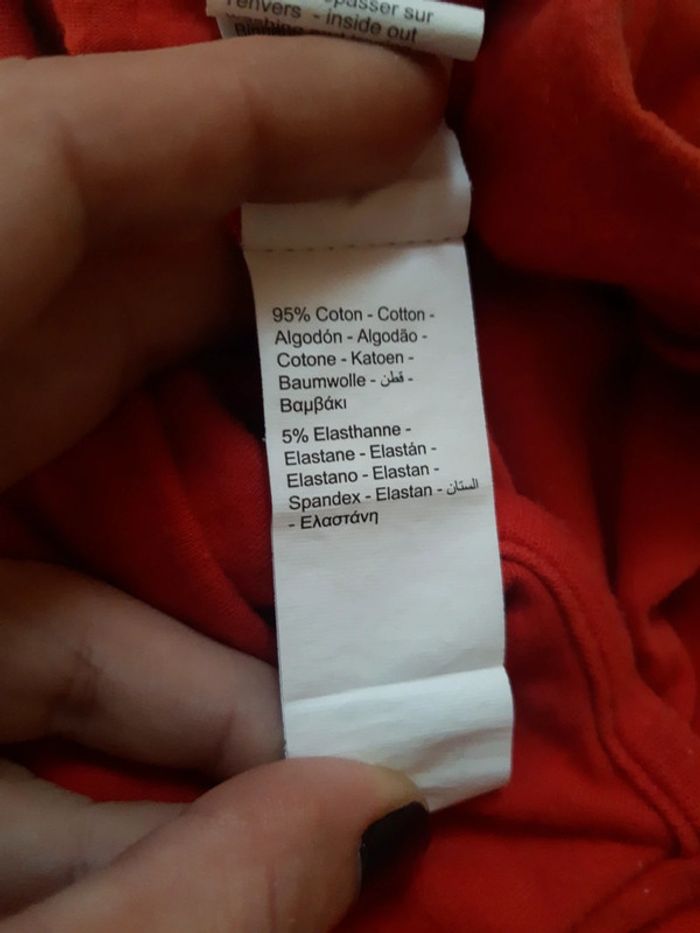 passer sur
l'envers - inside out
95% Coton - Cotton -
Algodón - Algodão -
Cotone - Katoen -
Baumwolle - قطن -
Βαμβάκι
5% Elasthanne -
Elastane - Elastán -
Elastano - Elastan -
Spandex - Elastan - الستان
- Ελαστάνη